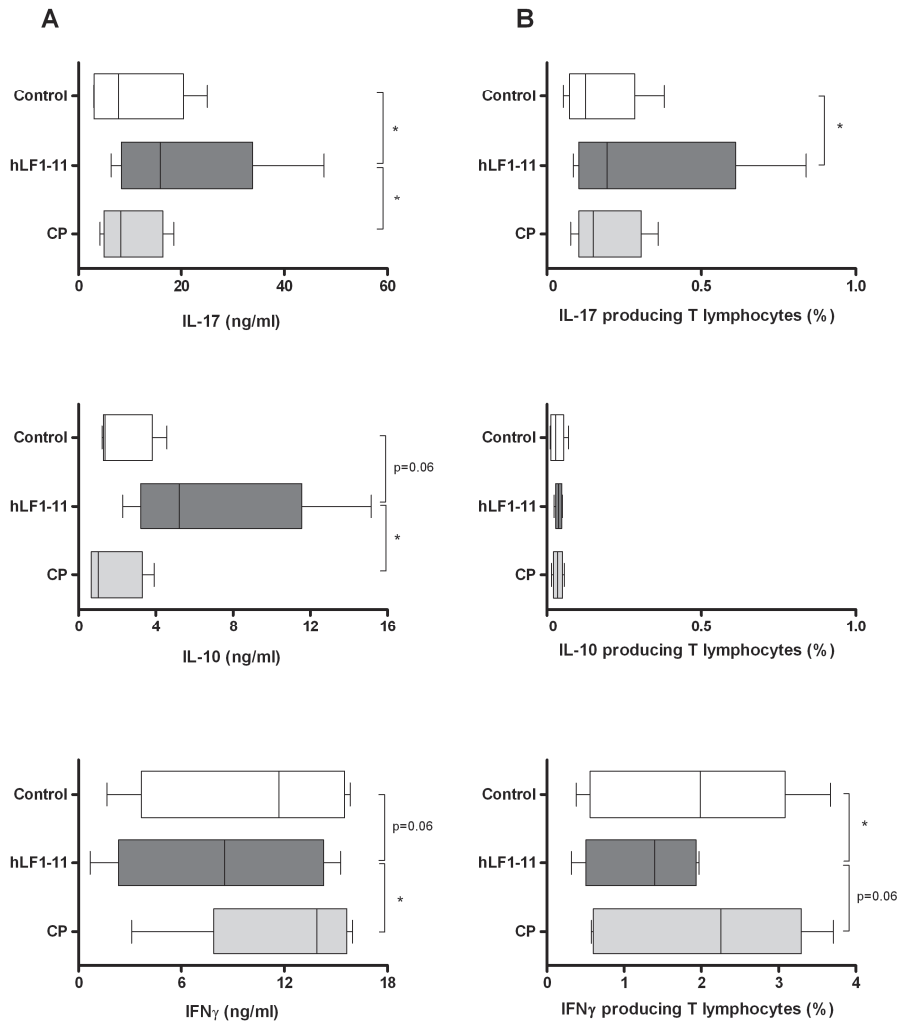 A
B
Control
hLF1-11
CP
*
*
0 20 40 60
IL-17 (ng/ml)
Control
hLF1-11
CP
*
0 0.5 1.0
IL-17 producing T lymphocytes (%)
Control
hLF1-11
CP
p=0.06
*
0 4 8 12 16
IL-10 (ng/ml)
Control
hLF1-11
CP
0 0.5 1.0
IL-10 producing T lymphocytes (%)
Control
hLF1-11
CP
p=0.06
*
0 6 12 18
IFNγ (ng/ml)
Control
hLF1-11
CP
*
p=0.06
0 1 2 3 4
IFNγ producing T lymphocytes (%)